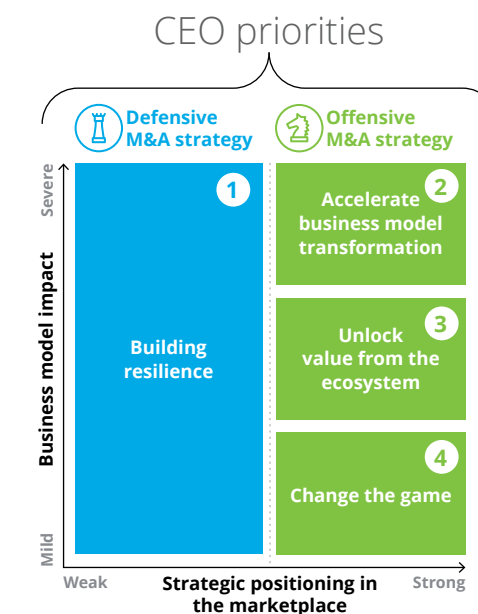 CEO priorities
Defensive
M&A strategy
Offensive
M&A strategy
Severe
Business model impact
Mild
1
Building
resilience
2
Accelerate
business model
transformation
3
Unlock
value from the
ecosystem
4
Change the game
Weak
Strategic positioning in
the marketplace
Strong